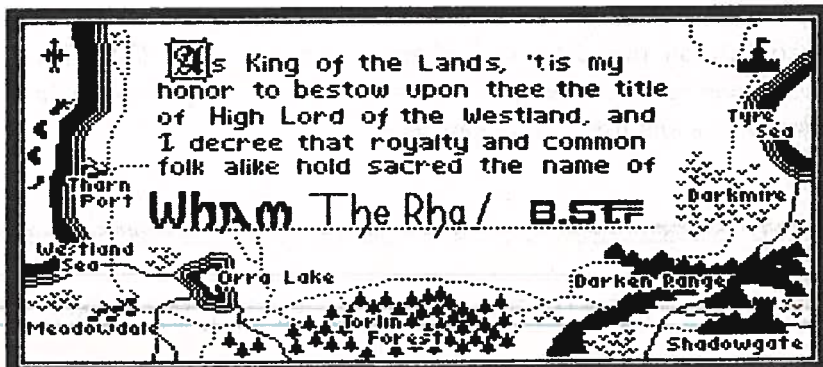 As King of the Lands, 'tis my
honor to bestow upon thee the title
of High Lord of the Westland, and
I decree that royalty and common
folk alike hold sacred the name of
Wham The Rha/ B.STF
Tharn
Port
Westland
Sea
Orra Lake
Meadowdale
Torlin
Forest
Tyre
Sea
Darkmire
Darken Range
Shadowgate